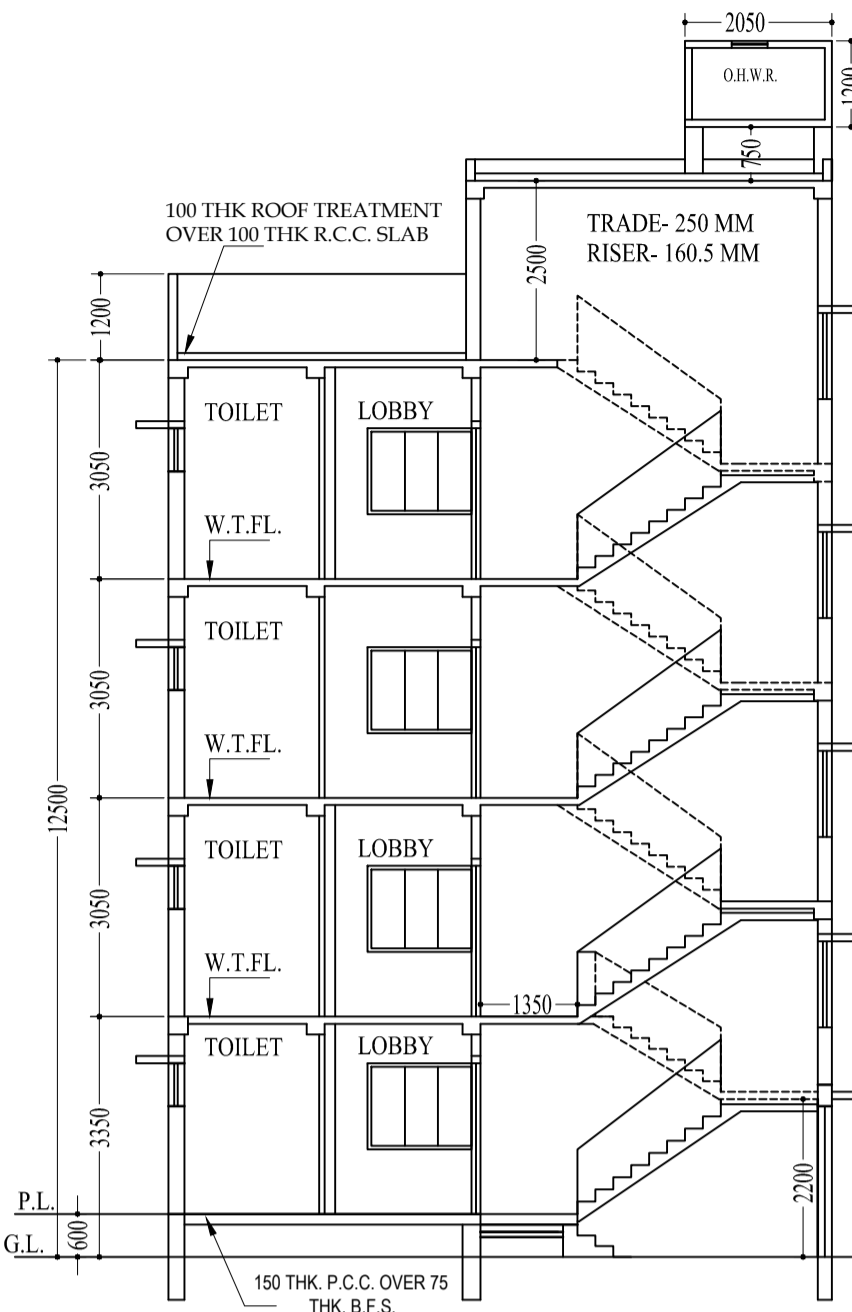 2050
O.H.W.R.
1200
750
100 THK ROOF TREATMENT
OVER 100 THK R.C.C. SLAB
TRADE- 250 MM
RISER- 160.5 MM
2500
1200
TOILET
LOBBY
3050
W.T.FL.
TOILET
3050
W.T.FL.
12500
TOILET
LOBBY
3050
W.T.FL.
1350
TOILET
LOBBY
3350
2200
P.L.
600
G.L.
150 THK. P.C.C. OVER 75
THK. B.F.S.